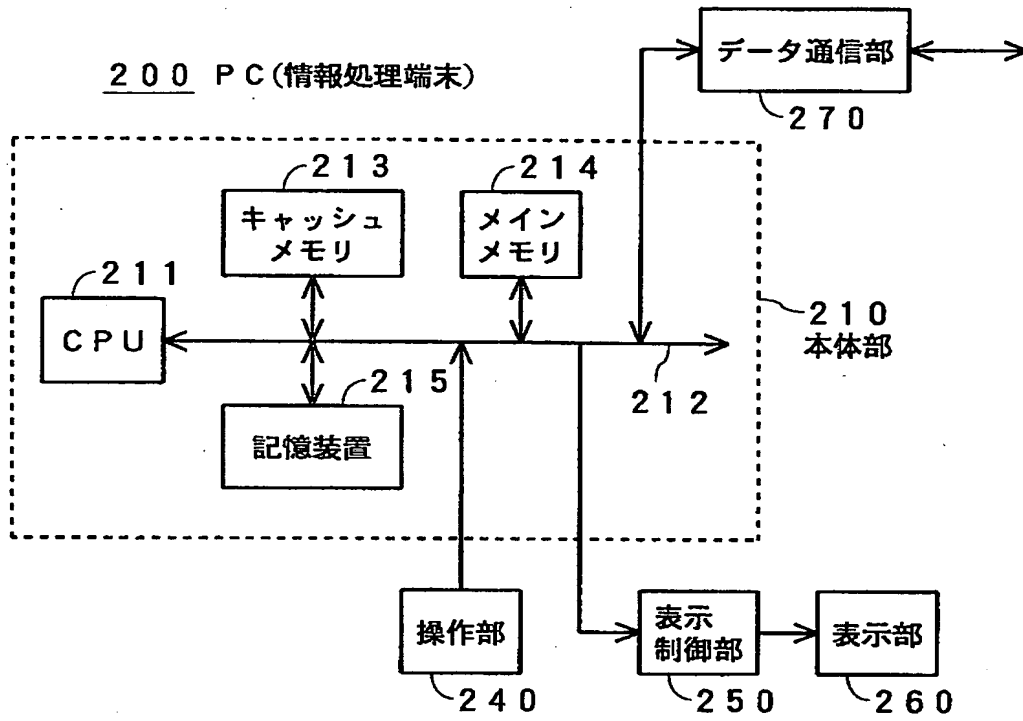 データ通信部
270
200 PC(情報処理端末)
213
キャッシュ
メモリ
214
メイン
メモリ
211
CPU
210
本体部
215
記憶装置
212
操作部
240
表示
制御部
250
表示部
260